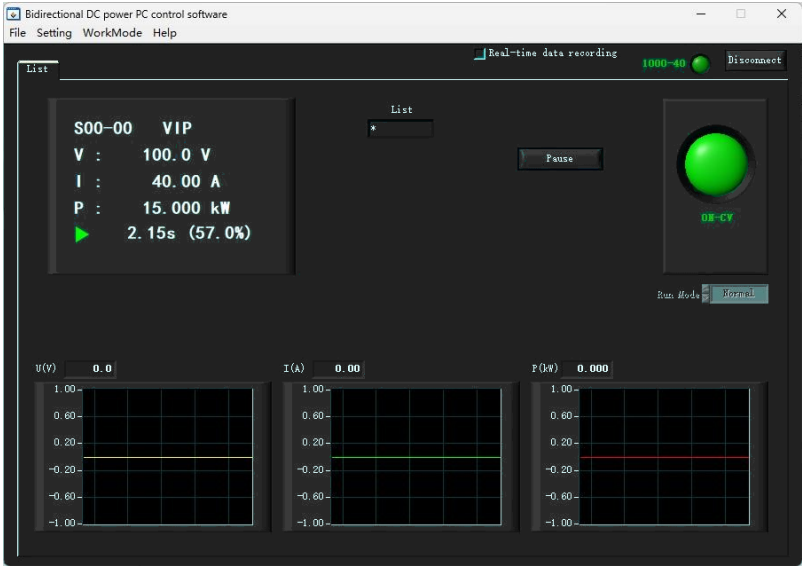 Bidirectional DC power PC control software
File Setting WorkMode Help
Real-time data recording
1000-40
Disconnect
List
List
*
S00-00 VIP
V : 100.0 V
I : 40.00 A
P : 15.000 kW
2.15s (57.0%)
Pause
ON-CV
Run Mode Normal
U(V) 0.0
1.00
0.60
0.20
-0.20
-0.60
-1.00
I(A) 0.00
1.00
0.60
0.20
-0.20
-0.60
-1.00
P(kW) 0.000
1.00
0.60
0.20
-0.20
-0.60
-1.00